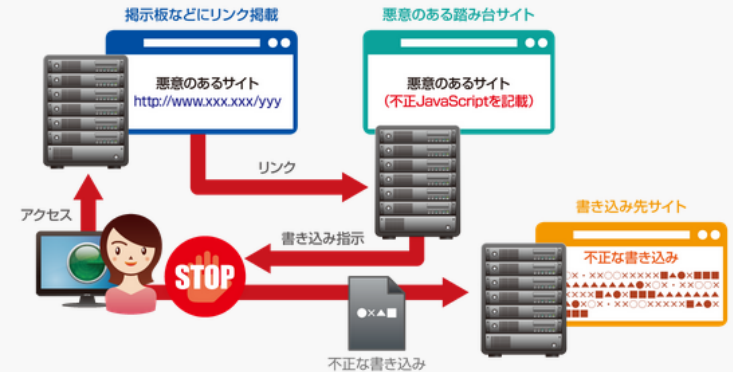 掲示板などにリンク掲載
悪意のあるサイト
http://www.xxx.xxx/yyy
悪意のある踏み台サイト
悪意のあるサイト
（不正JavaScriptを記載）
リンク
アクセス
書き込み指示
STOP
書き込み先サイト
不正な書き込み
●×▲■
不正な書き込み